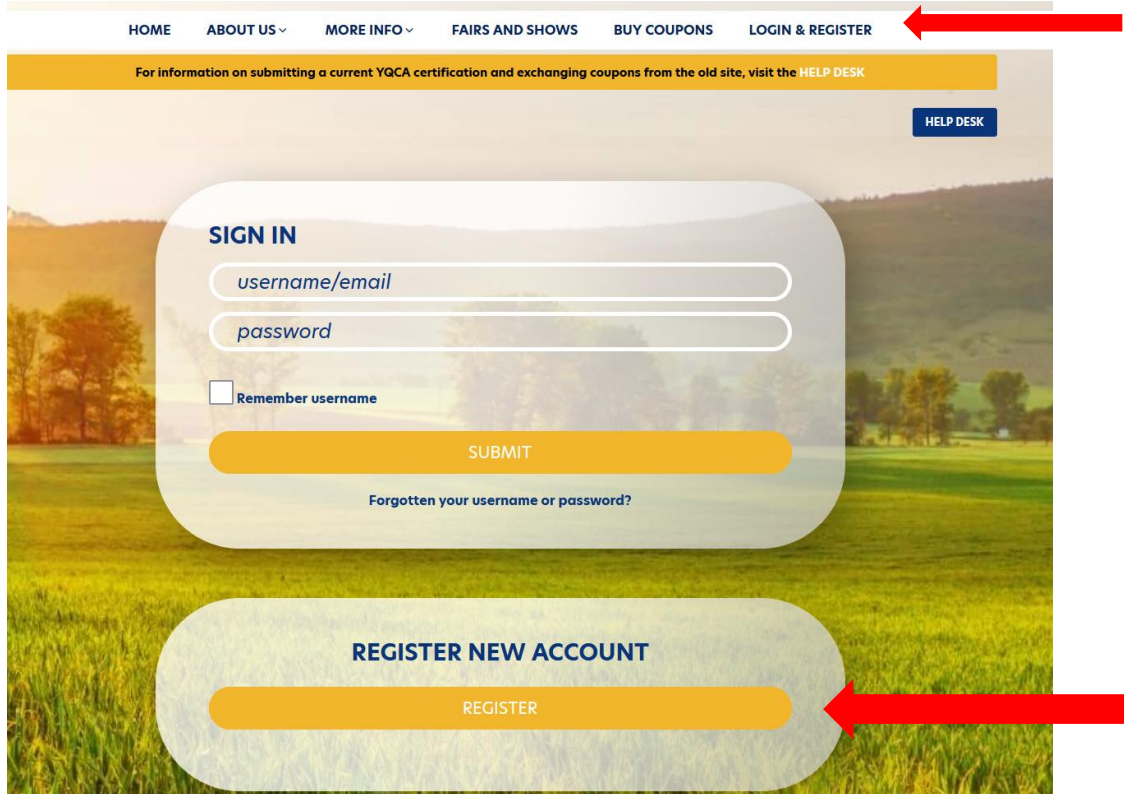 HOME ABOUT US MORE INFO FAIRS AND SHOWS BUY COUPONS LOGIN & REGISTER
For information on submitting a current YQCA certification and exchanging coupons from the old site, visit the HELP DESK
HELP DESK
SIGN IN
username/email
password
Remember username
SUBMIT
Forgotten your username or password?
REGISTER NEW ACCOUNT
REGISTER